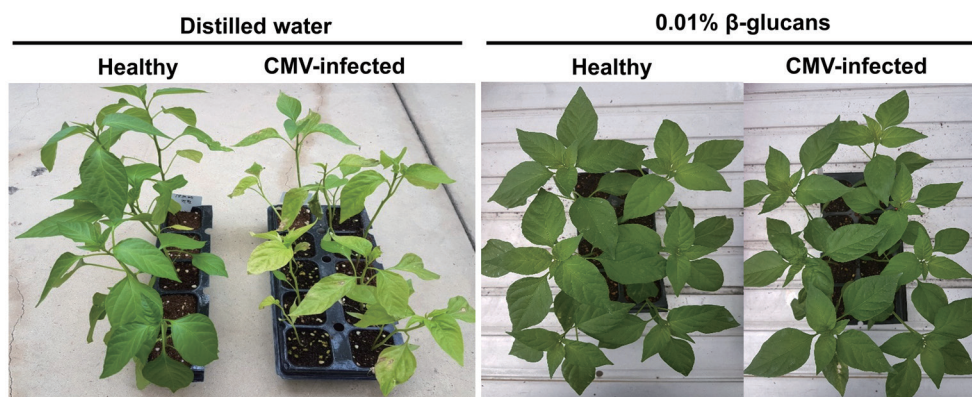 Distilled water
0.01% β-glucans
Healthy
CMV-infected
Healthy
CMV-infected